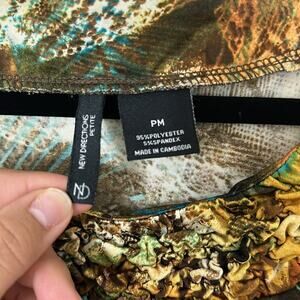 NEW DIRECTIONS
PETITE
PM
95%POLYESTER
5%SPANDEX
MADE IN CAMBODIA